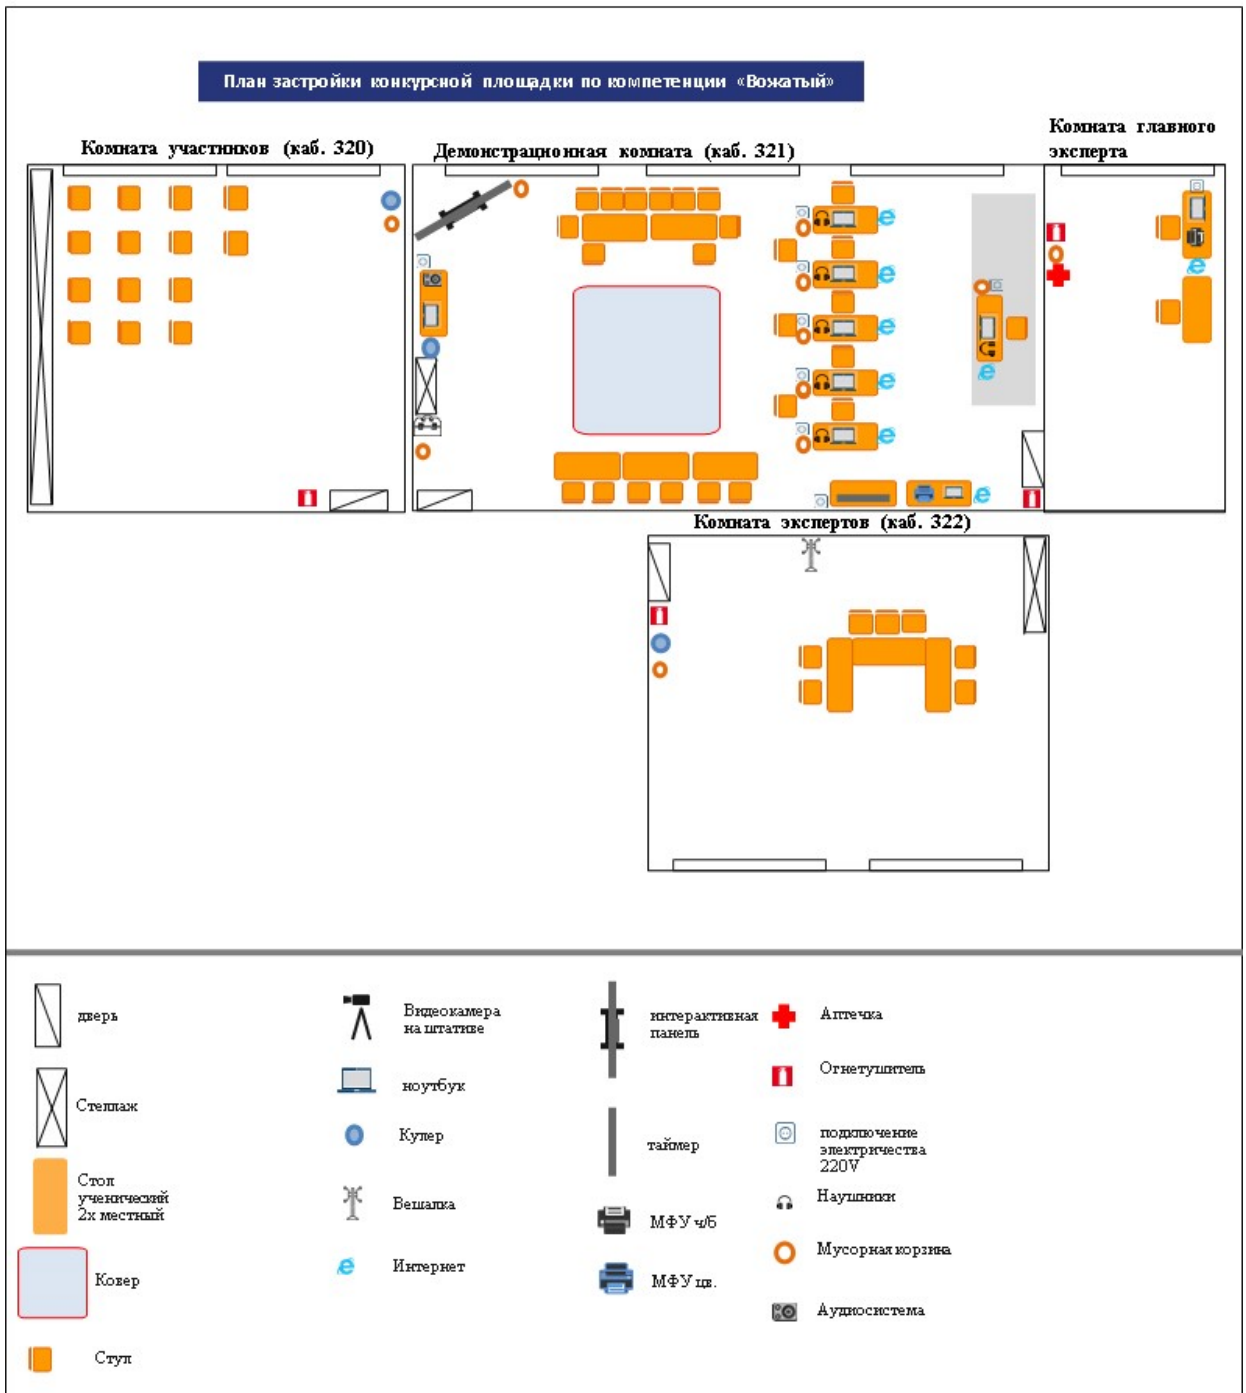 План застройки конкурсной площадки по компетенции «Вожатый»
Комната участников (каб. 320)
Демонстрационная комната (каб. 321)
Комната главного
эксперта
Комната экспертов (каб. 322)
дверь
Стеллаж
Стол
ученический
2х местный
Ковер
Стул
Видеокамера
на штативе
ноутбук
Кулер
Вешалка
Интернет
интерактивная
панель
таймер
МФУ ч/б
МФУ цв.
Аптечка
Огнетушитель
подключение
электричества
220V
Наушники
Мусорная корзина
Аудиосистема